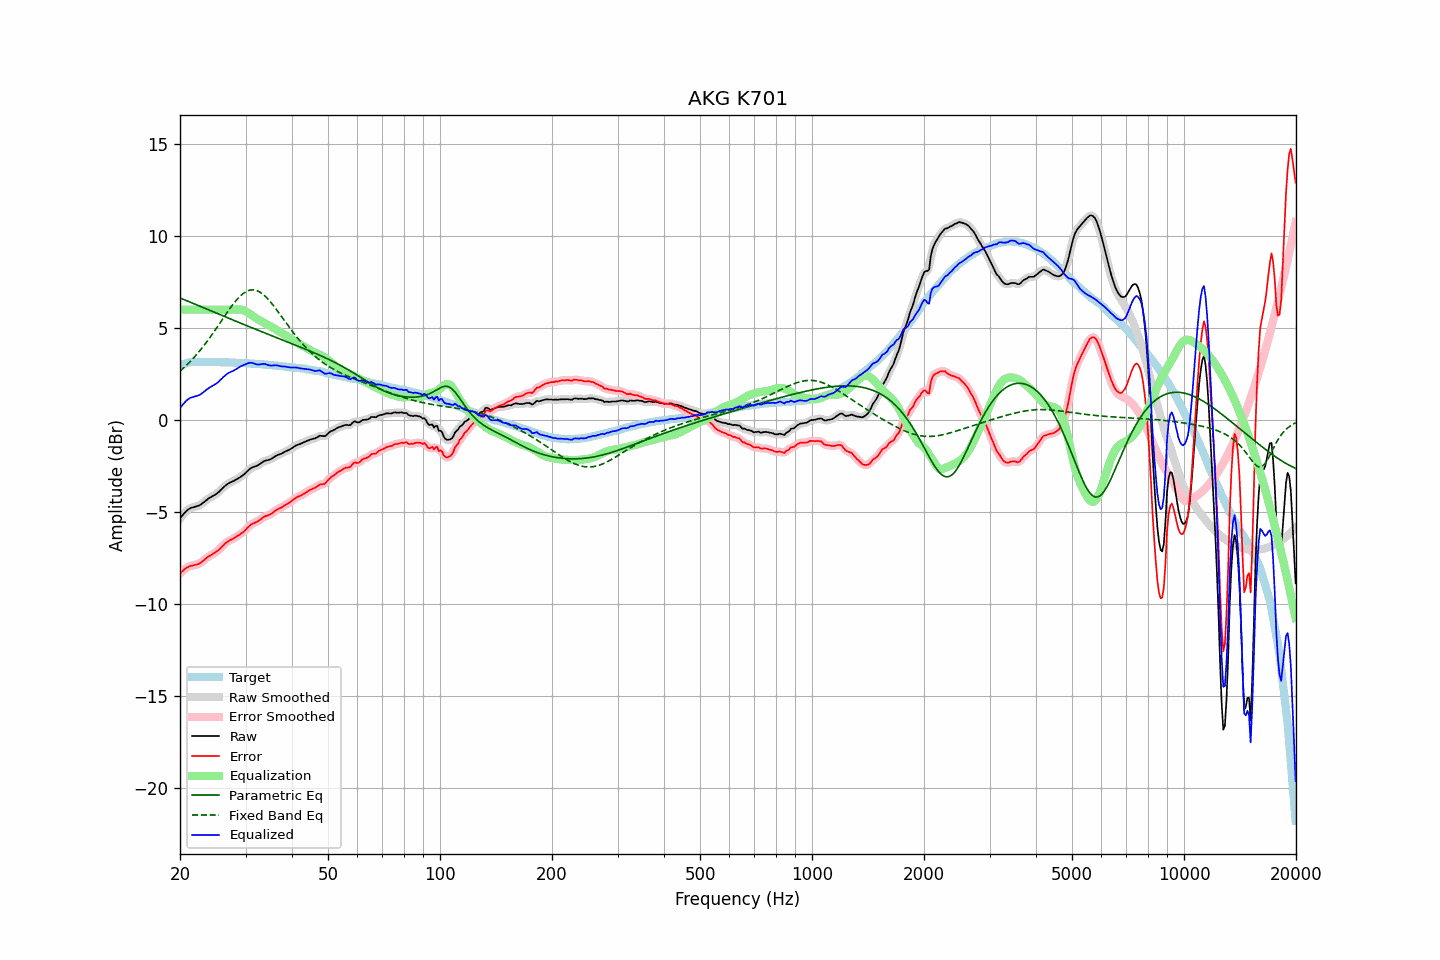 AKG K701
Amplitude (dBr)
15
10
5
0
−5
−10
−15
−20
Target
Raw Smoothed
Error Smoothed
Raw
Error
Equalization
Parametric Eq
Fixed Band Eq
Equalized
20 50 100 200 500 1000 2000 5000 10000 20000
Frequency (Hz)